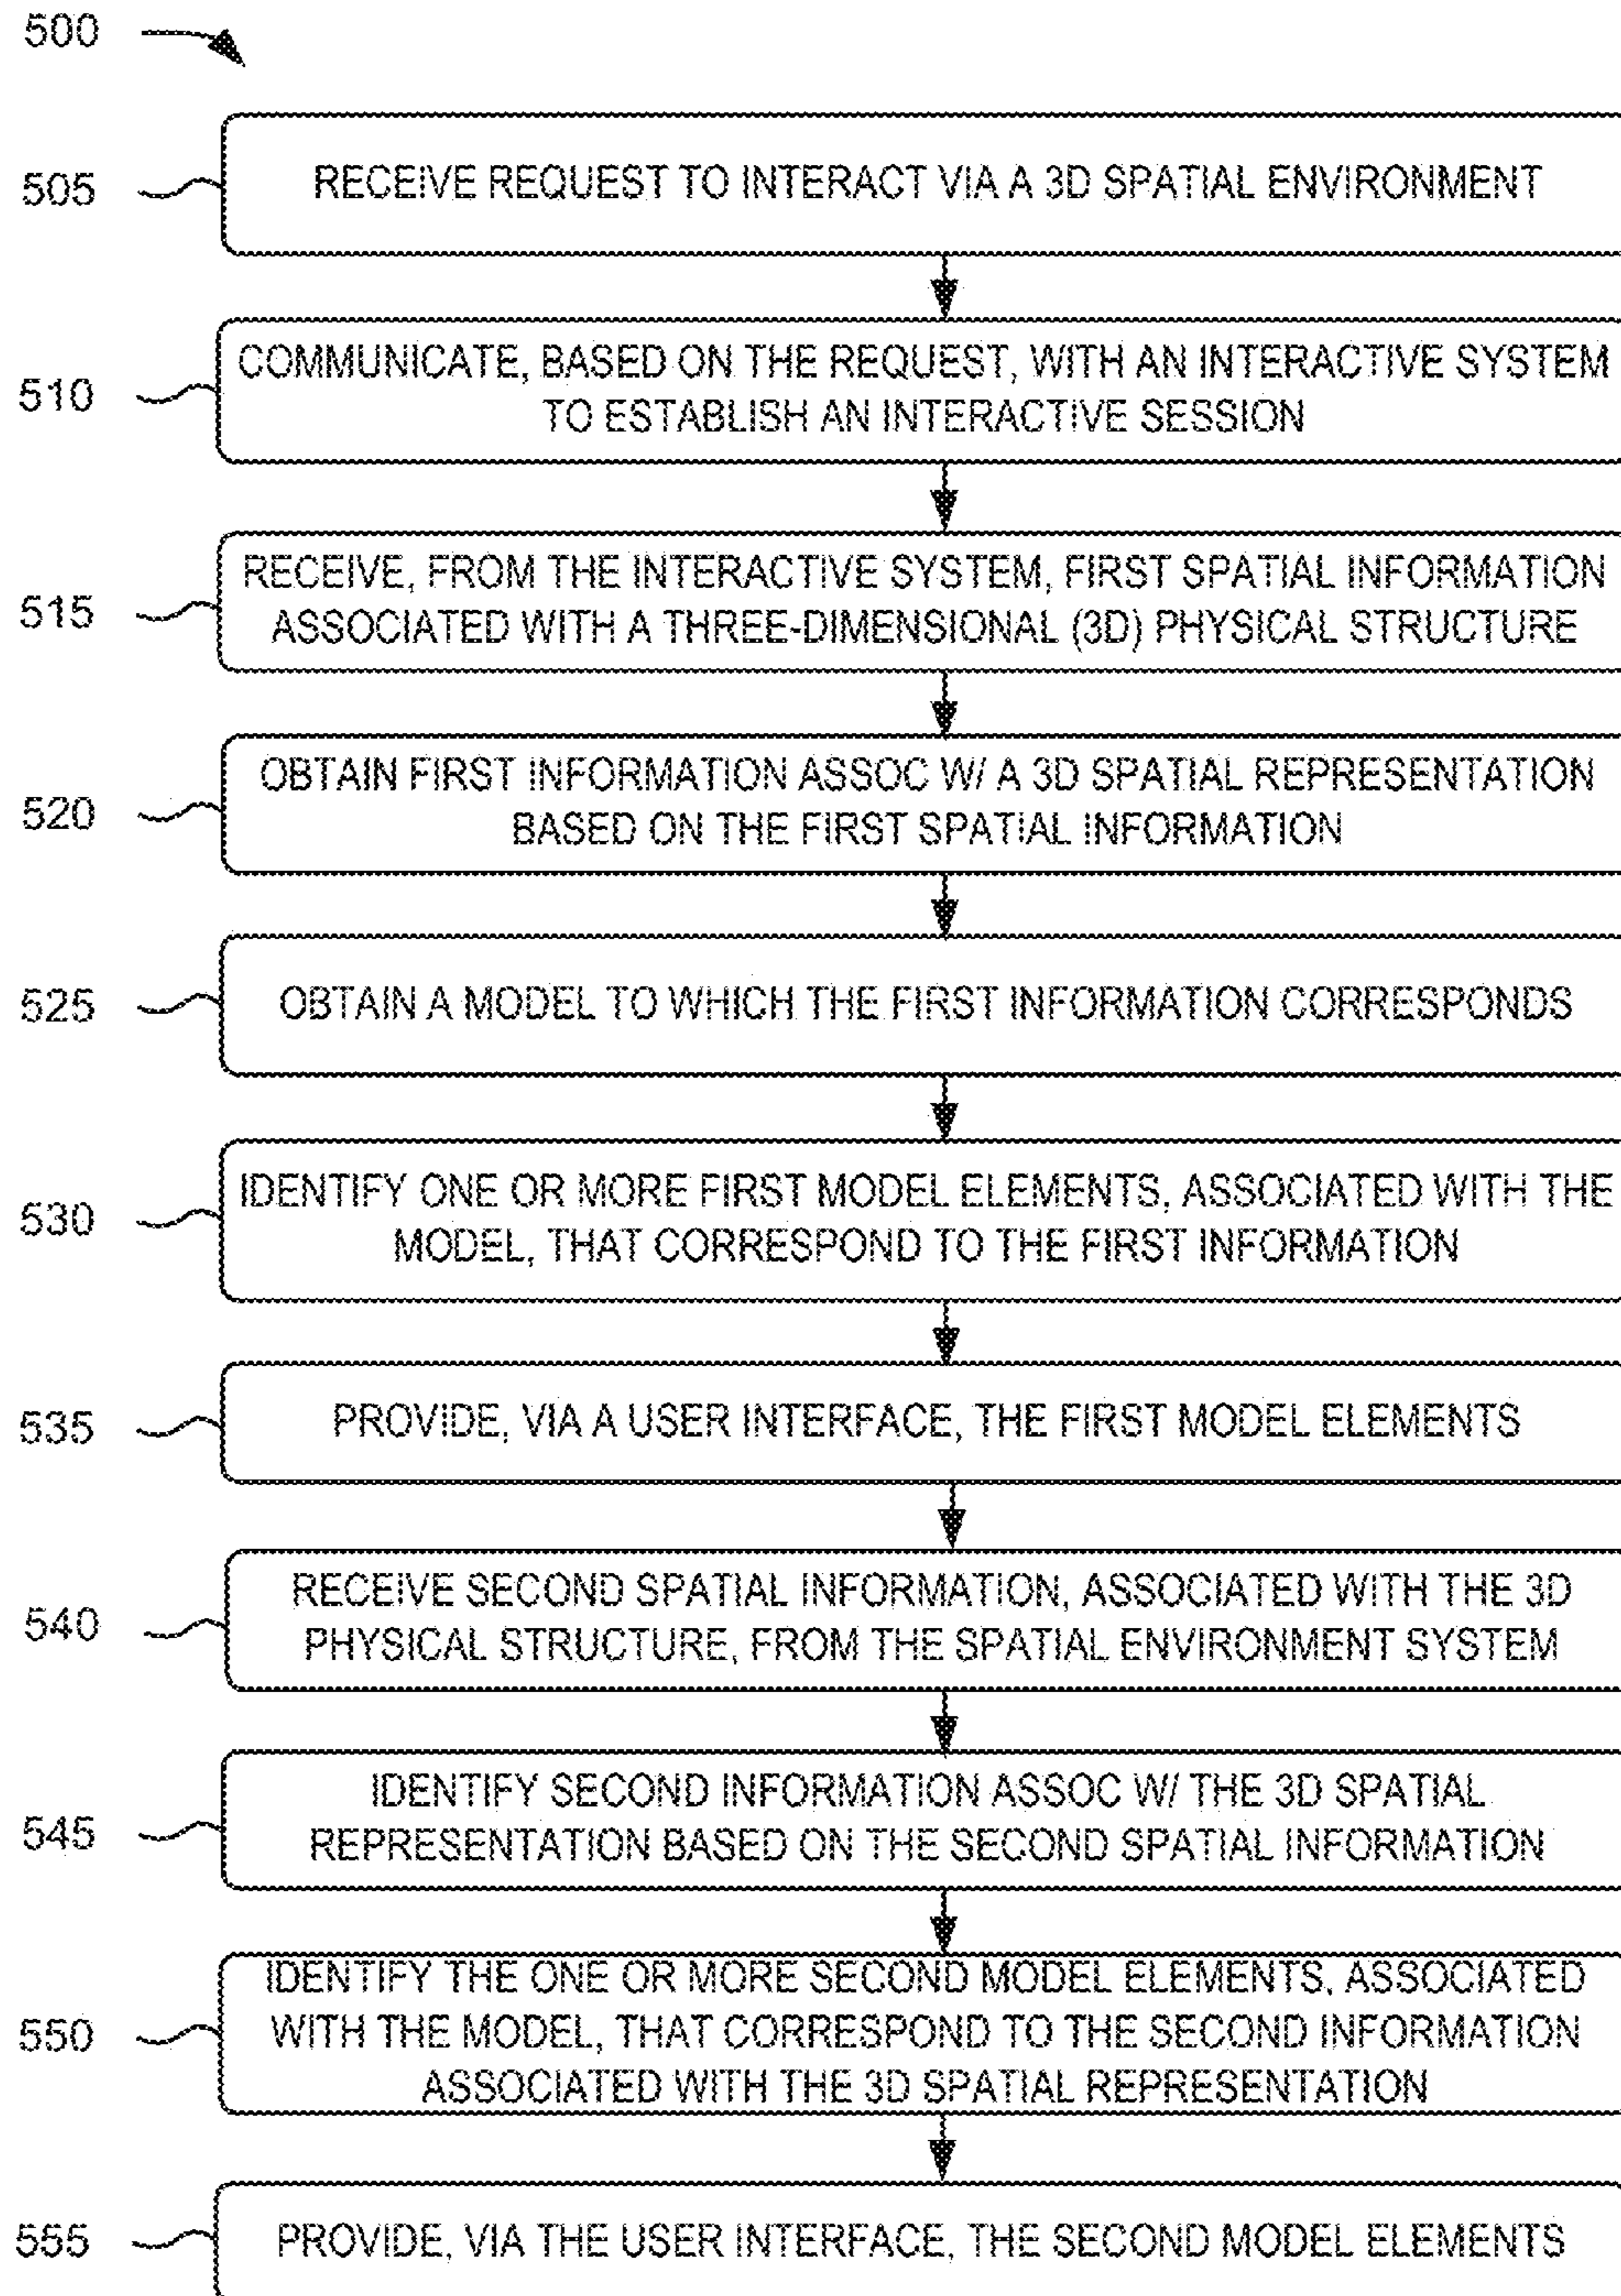 500
505
RECEIVE REQUEST TO INTERACT VIA A 3D SPATIAL ENVIRONMENT
510
COMMUNICATE, BASED ON THE REQUEST, WITH AN INTERACTIVE SYSTEM
TO ESTABLISH AN INTERACTIVE SESSION
515
RECEIVE, FROM THE INTERACTIVE SYSTEM, FIRST SPATIAL INFORMATION
ASSOCIATED WITH A THREE-DIMENSIONAL (3D) PHYSICAL STRUCTURE
520
OBTAIN FIRST INFORMATION ASSOC W/ A 3D SPATIAL REPRESENTATION
BASED ON THE FIRST SPATIAL INFORMATION
525
OBTAIN A MODEL TO WHICH THE FIRST INFORMATION CORRESPONDS
530
IDENTIFY ONE OR MORE FIRST MODEL ELEMENTS, ASSOCIATED WITH THE
MODEL, THAT CORRESPOND TO THE FIRST INFORMATION
535
PROVIDE, VIA A USER INTERFACE, THE FIRST MODEL ELEMENTS
540
RECEIVE SECOND SPATIAL INFORMATION, ASSOCIATED WITH THE 3D
PHYSICAL STRUCTURE, FROM THE SPATIAL ENVIRONMENT SYSTEM
545
IDENTIFY SECOND INFORMATION ASSOC W/ THE 3D SPATIAL
REPRESENTATION BASED ON THE SECOND SPATIAL INFORMATION
550
IDENTIFY THE ONE OR MORE SECOND MODEL ELEMENTS, ASSOCIATED
WITH THE MODEL, THAT CORRESPOND TO THE SECOND INFORMATION
ASSOCIATED WITH THE 3D SPATIAL REPRESENTATION
555
PROVIDE, VIA THE USER INTERFACE, THE SECOND MODEL ELEMENTS